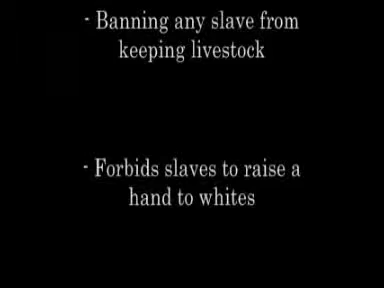 - Banning any slave from
keeping livestock
- Forbids slaves to raise a
hand to whites